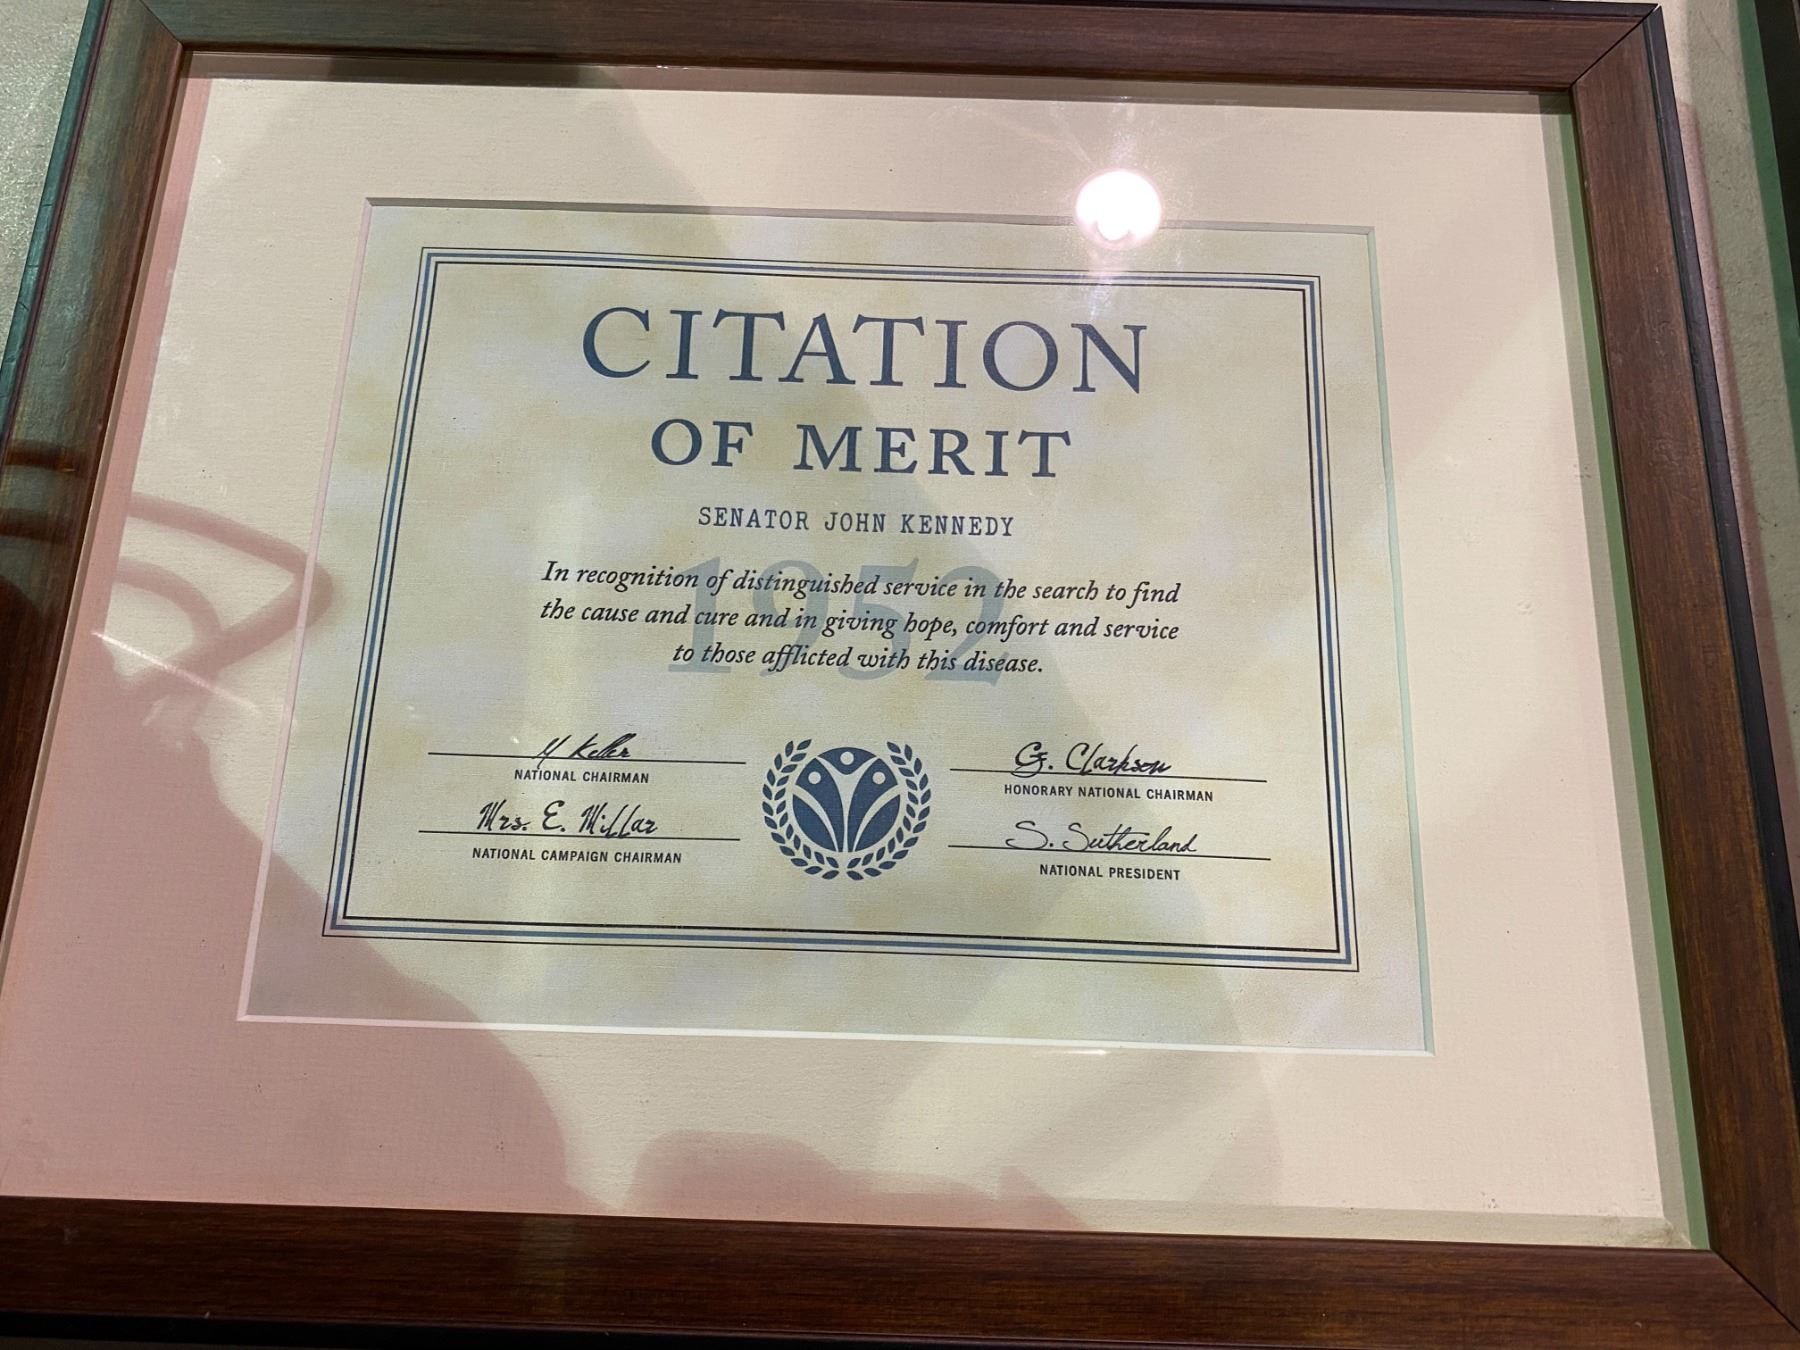 CITATION
OF MERIT
SENATOR JOHN KENNEDY
1952
In recognition of distinguished service in the search to find
the cause and cure and in giving hope, comfort and service
to those afflicted with this disease.
M Keller
NATIONAL CHAIRMAN
Mrs. E. Millar
NATIONAL CAMPAIGN CHAIRMAN
G. Clarkson
HONORARY NATIONAL CHAIRMAN
S. Sutherland
NATIONAL PRESIDENT